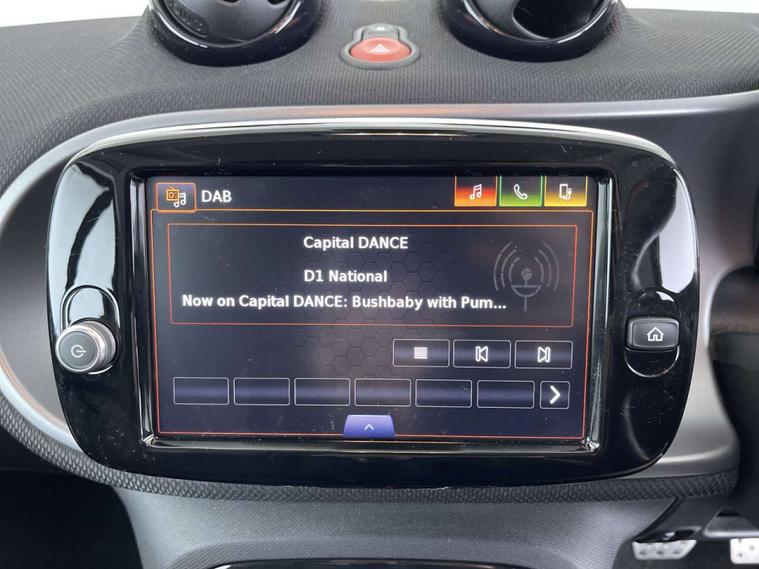 DAB
Capital DANCE
D1 National
Now on Capital DANCE: Bushbaby with Pum...